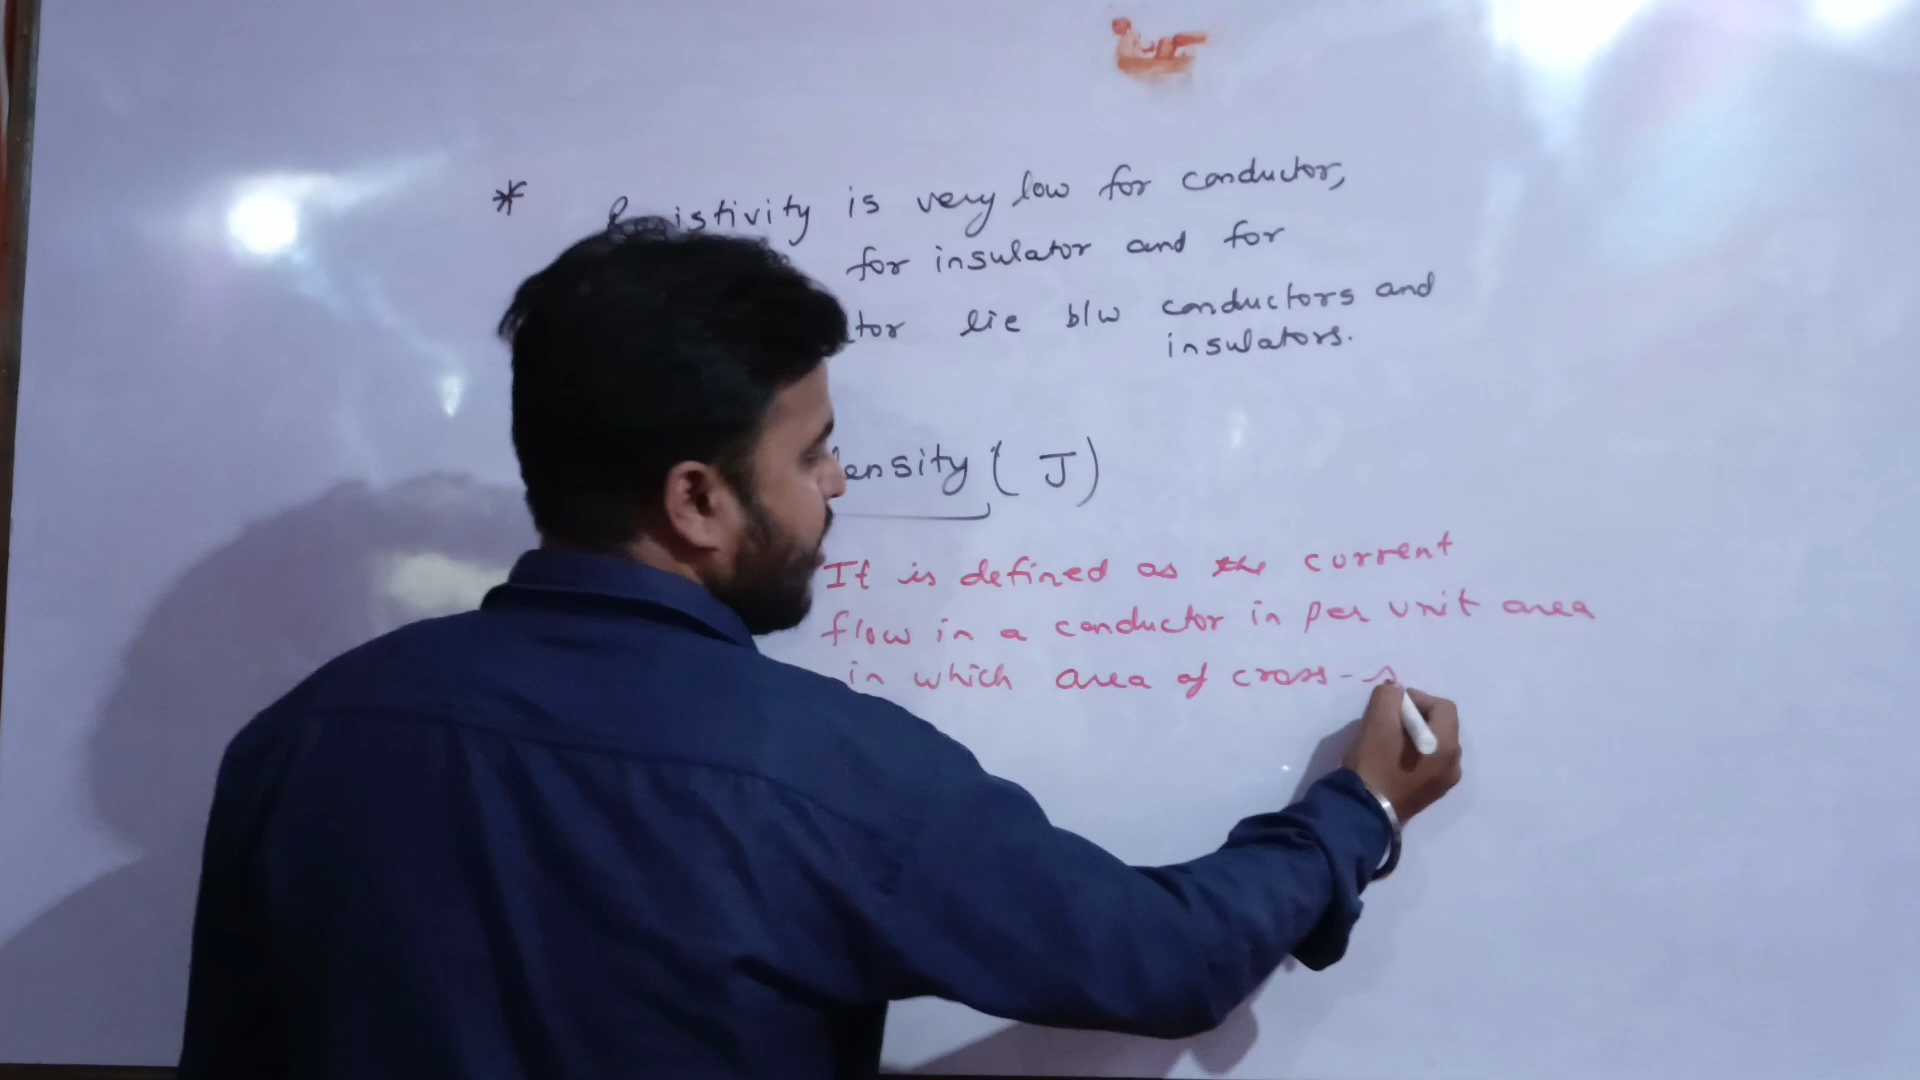 * Resistivity is very low for conductor,
for insulator and for
tor lie b/w conductors and
insulators.
ensity ( J )
It is defined as the current
flow in a conductor in per unit area
in which area of cross-s